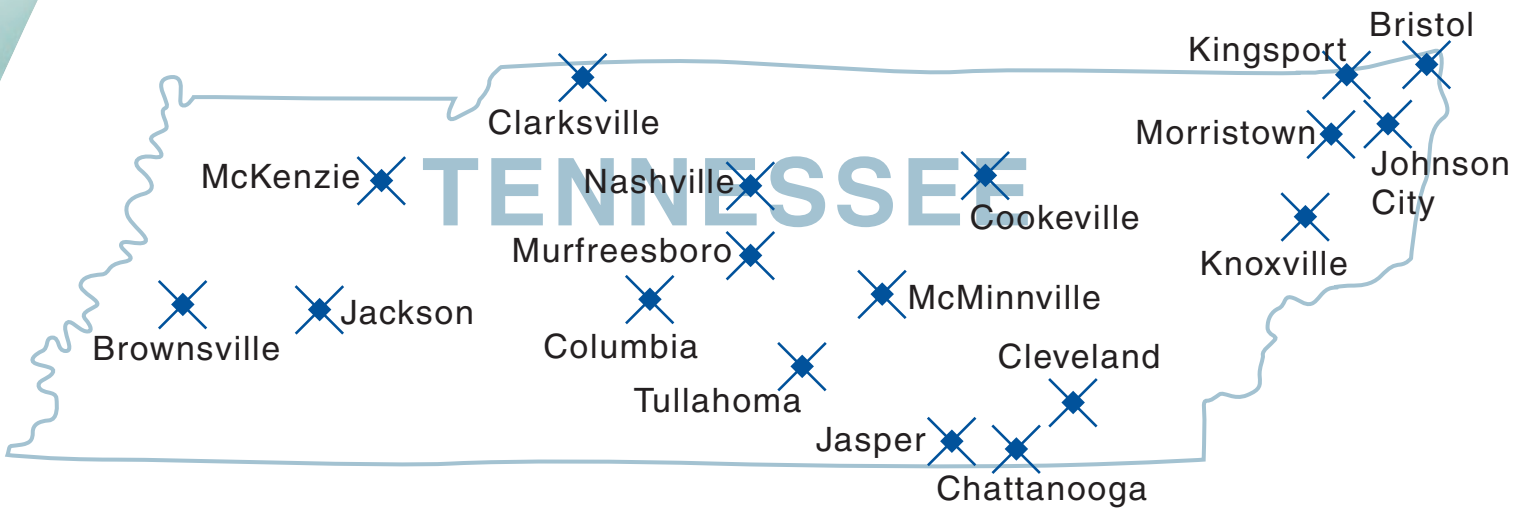 Bristol
Kingsport
Clarksville
Morristown
Johnson
City
McKenzie
TENNESSEE
Nashville
Cookeville
Murfreesboro
Knoxville
Brownsville
Jackson
Columbia
McMinnville
Tullahoma
Cleveland
Jasper
Chattanooga